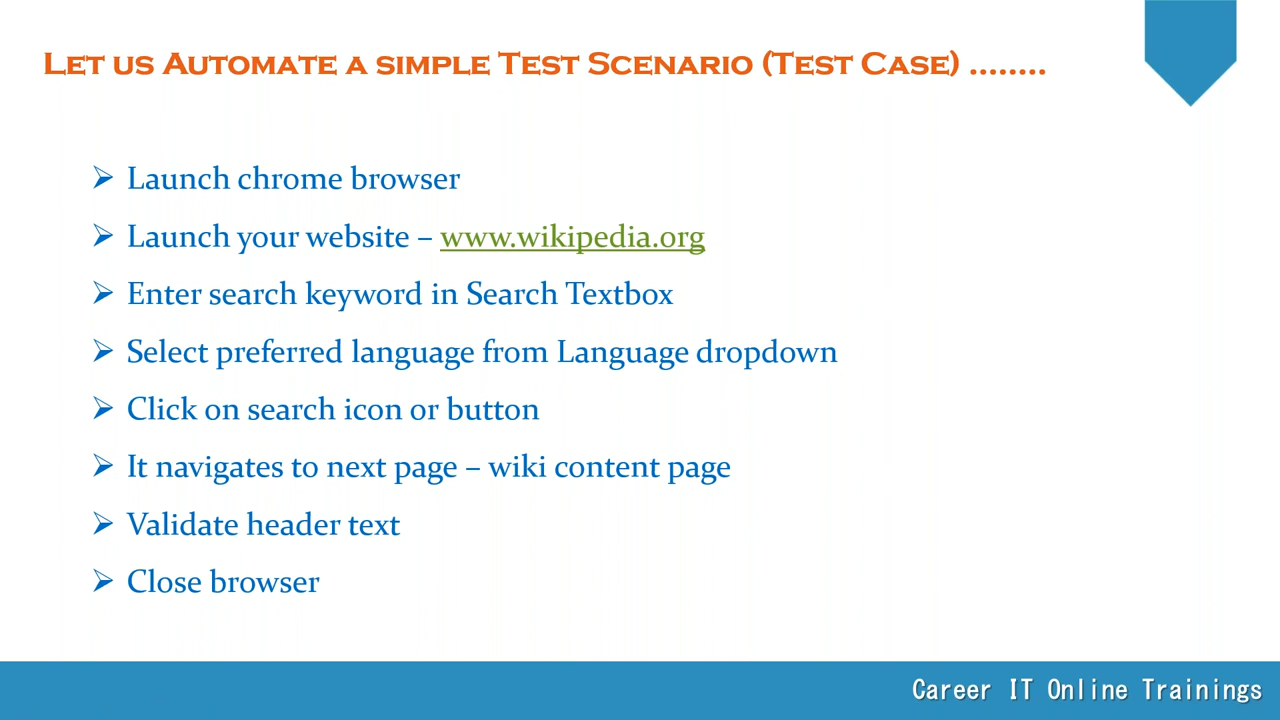 Let us Automate a simple Test Scenario (Test Case) ........
Launch chrome browser
Launch your website – www.wikipedia.org
Enter search keyword in Search Textbox
Select preferred language from Language dropdown
Click on search icon or button
It navigates to next page – wiki content page
Validate header text
Close browser
Career IT Online Trainings